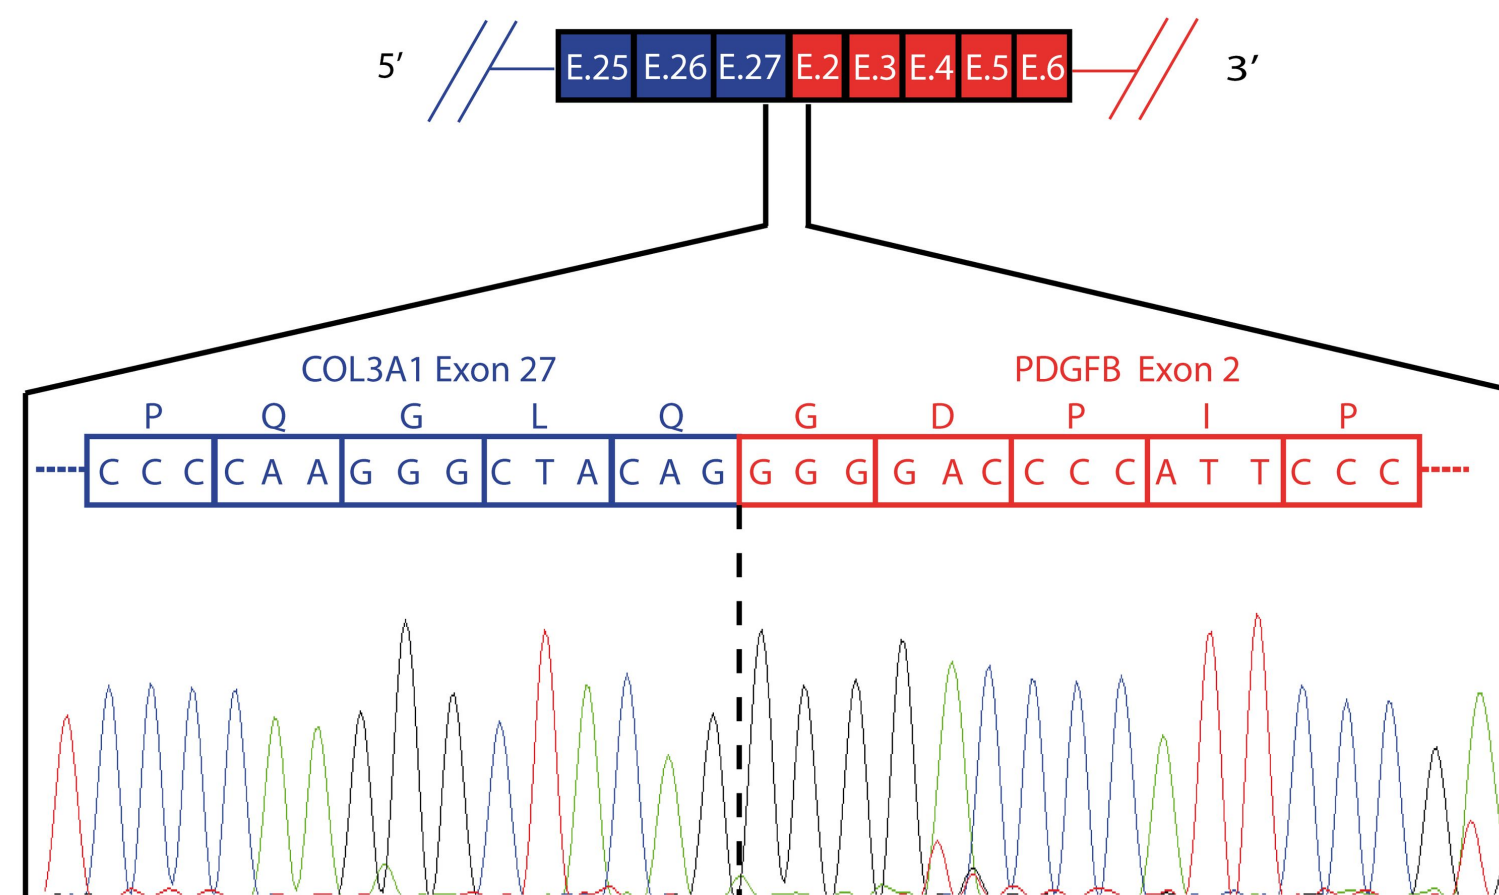 5′ E.25 E.26 E.27 E.2 E.3 E.4 E.5 E.6 3′
COL3A1 Exon 27 PDGFB Exon 2
P Q G L Q G D P I P
C C C C A A G G G C T A C A G G G G G A C C C C A T T C C C